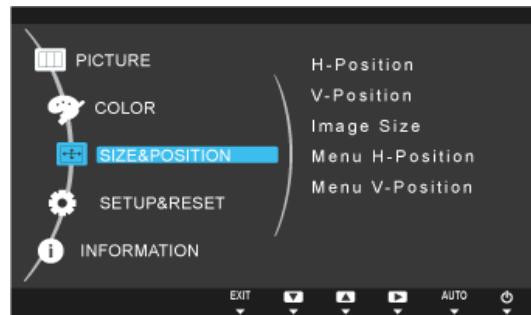 PICTURE
COLOR
SIZE&POSITION
SETUP&RESET
INFORMATION
H-Position
V-Position
Image Size
Menu H-Position
Menu V-Position
EXIT
AUTO